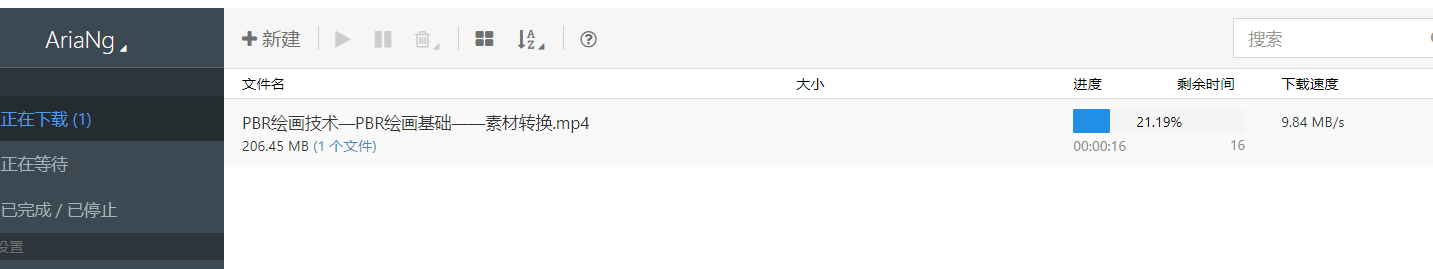 AriaNg
新建
搜索
文件名 大小 进度 剩余时间 下载速度
正在下载 (1)
PBR绘画技术—PBR绘画基础——素材转换.mp4 21.19% 9.84 MB/s
206.45 MB (1 个文件) 00:00:16 16
正在等待
已完成 / 已停止
设置